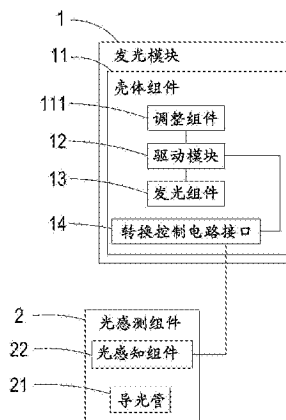 1
发光模块
11
壳体组件
111
调整组件
12
驱动模块
13
发光组件
14
转换控制电路接口
2
光感测组件
22
光感知组件
21
导光管